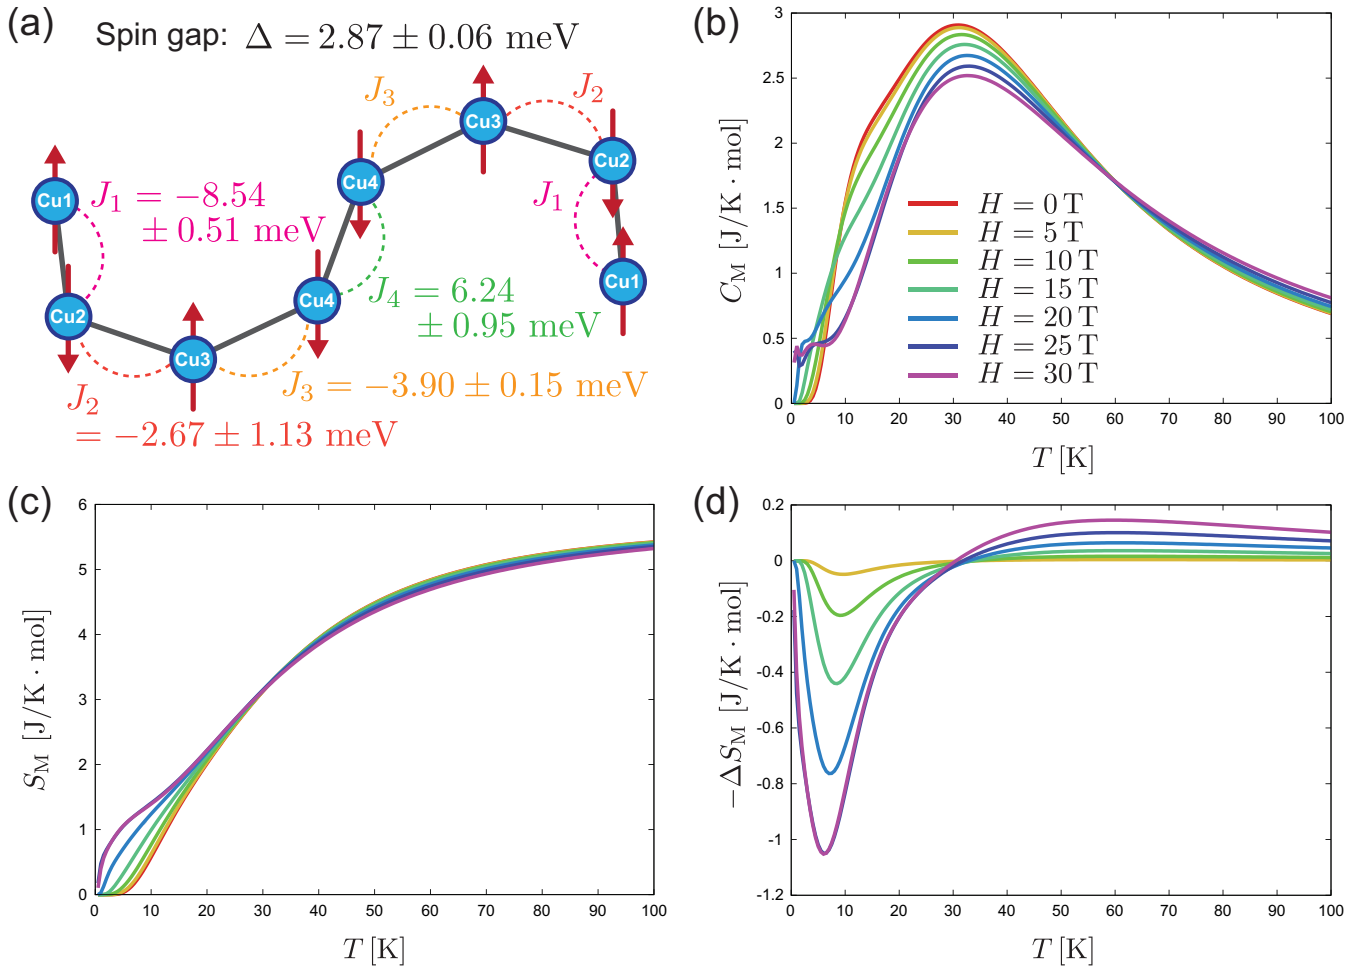 (a)
Spin gap: Δ = 2.87 ± 0.06 meV
J₃
J₂
Cu3
Cu2
Cu4
Cu1
J₁ = −8.54
± 0.51 meV
J₁
Cu1
Cu4
J₄ = 6.24
± 0.95 meV
Cu2
Cu3
J₃ = −3.90 ± 0.15 meV
J₂
= −2.67 ± 1.13 meV
(b)
C_M [J/K · mol]
3
2.5
2
1.5
1
0.5
0
H = 0 T
H = 5 T
H = 10 T
H = 15 T
H = 20 T
H = 25 T
H = 30 T
0 10 20 30 40 50 60 70 80 90 100
T [K]
(c)
S_M [J/K · mol]
6
5
4
3
2
1
0
0 10 20 30 40 50 60 70 80 90 100
T [K]
(d)
−ΔS_M [J/K · mol]
0.2
0
-0.2
-0.4
-0.6
-0.8
-1
-1.2
0 10 20 30 40 50 60 70 80 90 100
T [K]